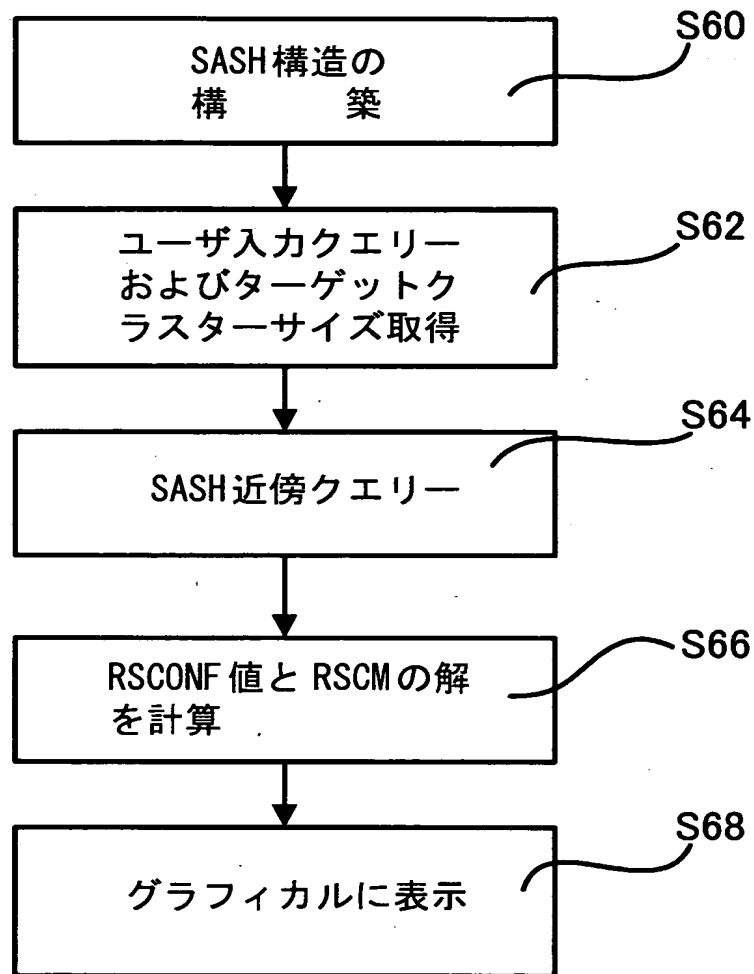 S60
SASH構造の
構 築
S62
ユーザ入力クエリー
およびターゲットク
ラスターサイズ取得
S64
SASH近傍クエリー
S66
RSCONF値とRSCMの解
を計算
S68
グラフィカルに表示